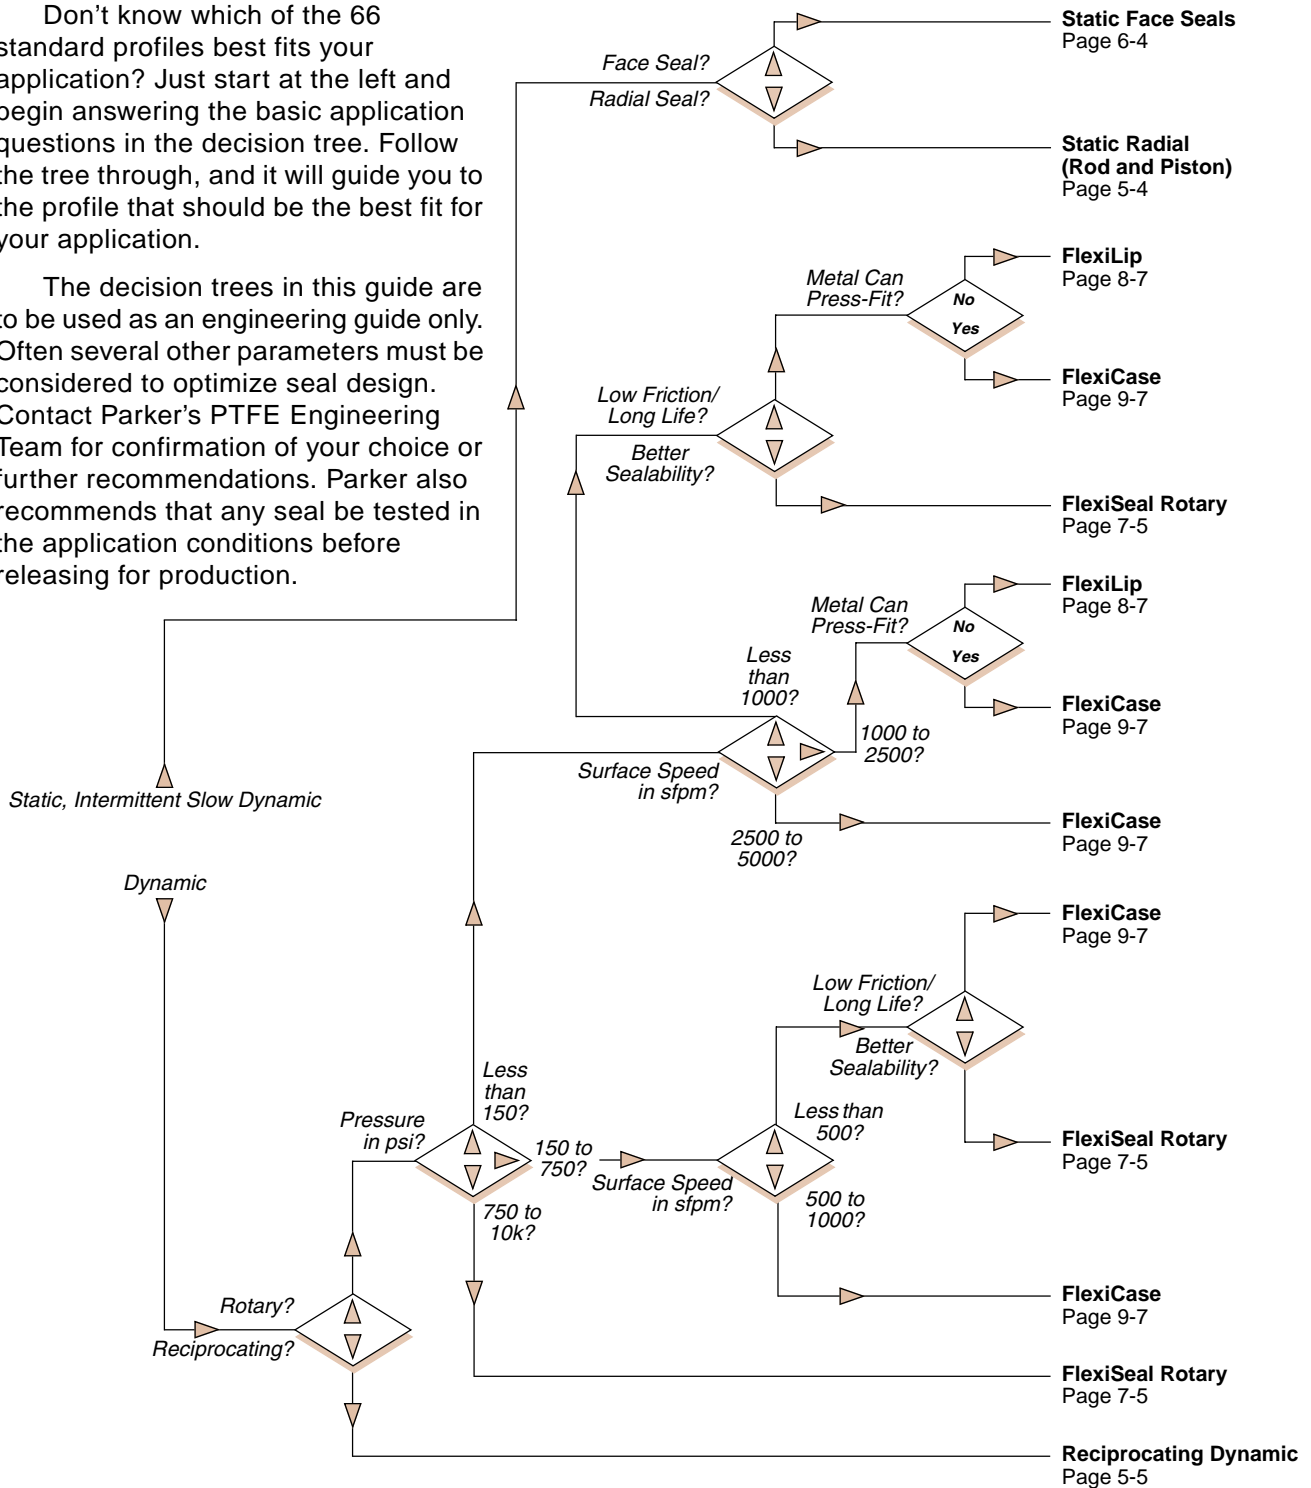 Don't know which of the 66
standard profiles best fits your
application? Just start at the left and
begin answering the basic application
questions in the decision tree. Follow
the tree through, and it will guide you to
the profile that should be the best fit for
your application.
The decision trees in this guide are
to be used as an engineering guide only.
Often several other parameters must be
considered to optimize seal design.
Contact Parker's PTFE Engineering
Team for confirmation of your choice or
further recommendations. Parker also
recommends that any seal be tested in
the application conditions before
releasing for production.
Face Seal?
Radial Seal?
Static Face Seals
Page 6-4
Static Radial
(Rod and Piston)
Page 5-4
Metal Can
Press-Fit?
No
Yes
FlexiLip
Page 8-7
FlexiCase
Page 9-7
Low Friction/
Long Life?
Better
Sealability?
FlexiSeal Rotary
Page 7-5
Metal Can
Press-Fit?
No
Yes
FlexiLip
Page 8-7
FlexiCase
Page 9-7
Less
than
1000?
1000 to
2500?
Surface Speed
in sfpm?
2500 to
5000?
FlexiCase
Page 9-7
Static, Intermittent Slow Dynamic
Dynamic
FlexiCase
Page 9-7
Low Friction/
Long Life?
Better
Sealability?
FlexiSeal Rotary
Page 7-5
Less
than
150?
Pressure
in psi?
150 to
750?
750 to
10k?
Surface Speed
in sfpm?
Less than
500?
500 to
1000?
FlexiCase
Page 9-7
Rotary?
Reciprocating?
FlexiSeal Rotary
Page 7-5
Reciprocating Dynamic
Page 5-5